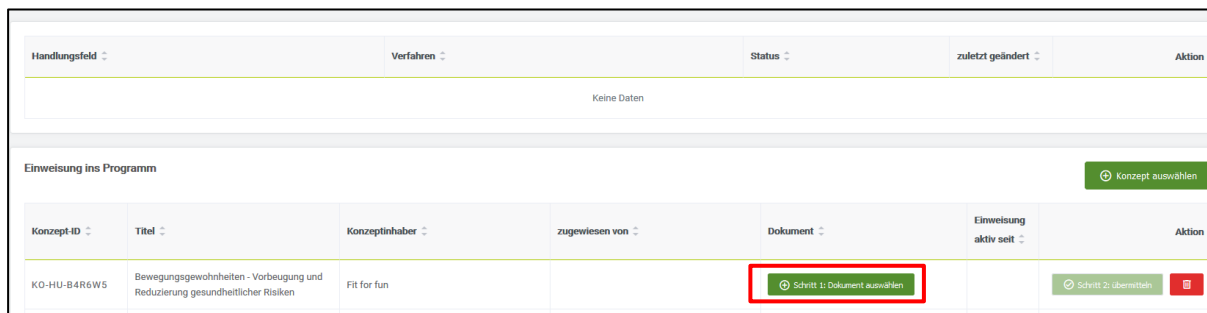 Handlungsfeld Verfahren Status zuletzt geändert Aktion
Keine Daten
Einweisung ins Programm
Konzept auswählen
Konzept-ID Titel Konzeptinhaber zugewiesen von Dokument Einweisung aktiv seit Aktion
KO-HU-B4R6W5
Bewegungsgewohnheiten - Vorbeugung und
Reduzierung gesundheitlicher Risiken
Fit for fun
Schritt 1: Dokument auswählen
Schritt 2: übermitteln